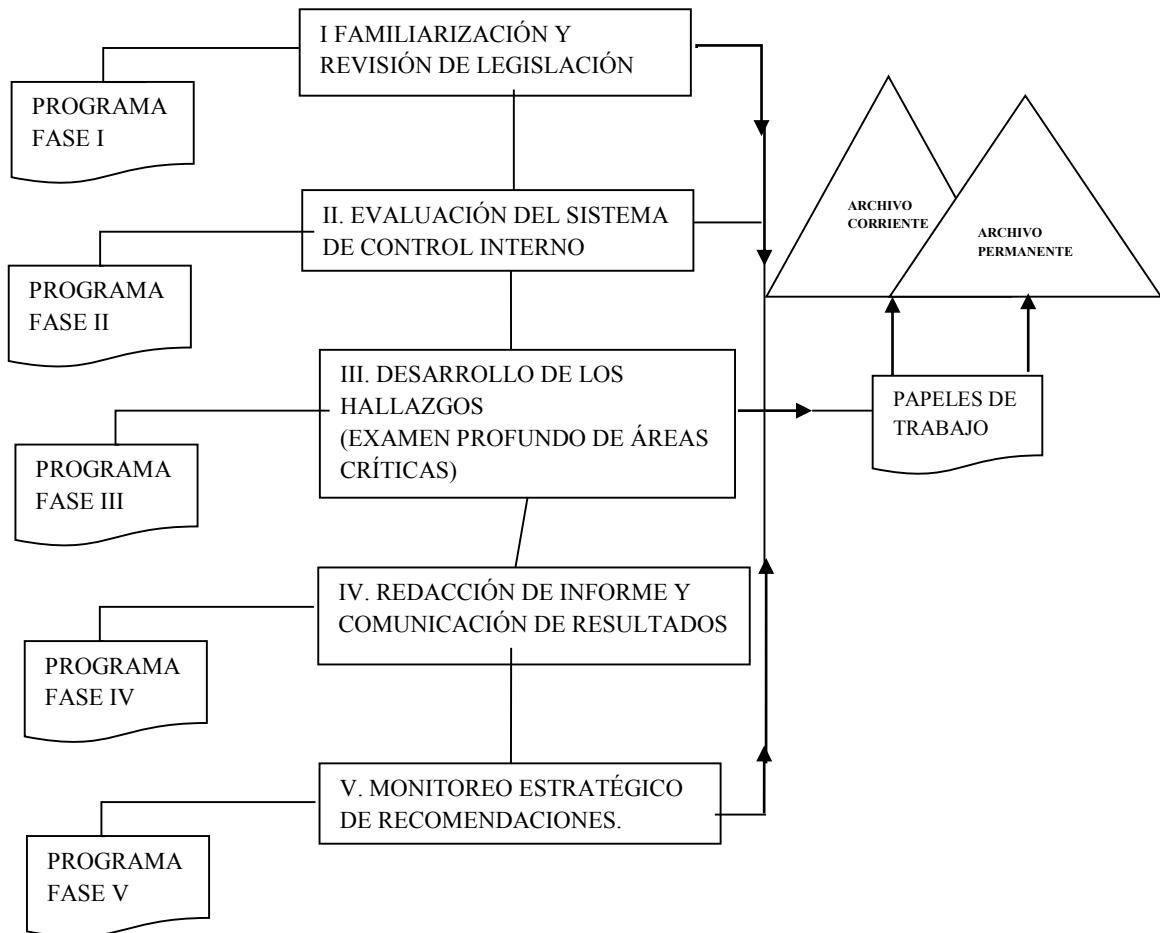 I FAMILIARIZACIÓN Y
REVISIÓN DE LEGISLACIÓN
PROGRAMA
FASE I
II. EVALUACIÓN DEL SISTEMA
DE CONTROL INTERNO
PROGRAMA
FASE II
III. DESARROLLO DE LOS
HALLAZGOS
(EXAMEN PROFUNDO DE ÁREAS
CRÍTICAS)
PROGRAMA
FASE III
IV. REDACCIÓN DE INFORME Y
COMUNICACIÓN DE RESULTADOS
PROGRAMA
FASE IV
V. MONITOREO ESTRATÉGICO
DE RECOMENDACIONES.
PROGRAMA
FASE V
ARCHIVO
CORRIENTE
ARCHIVO
PERMANENTE
PAPELES DE
TRABAJO